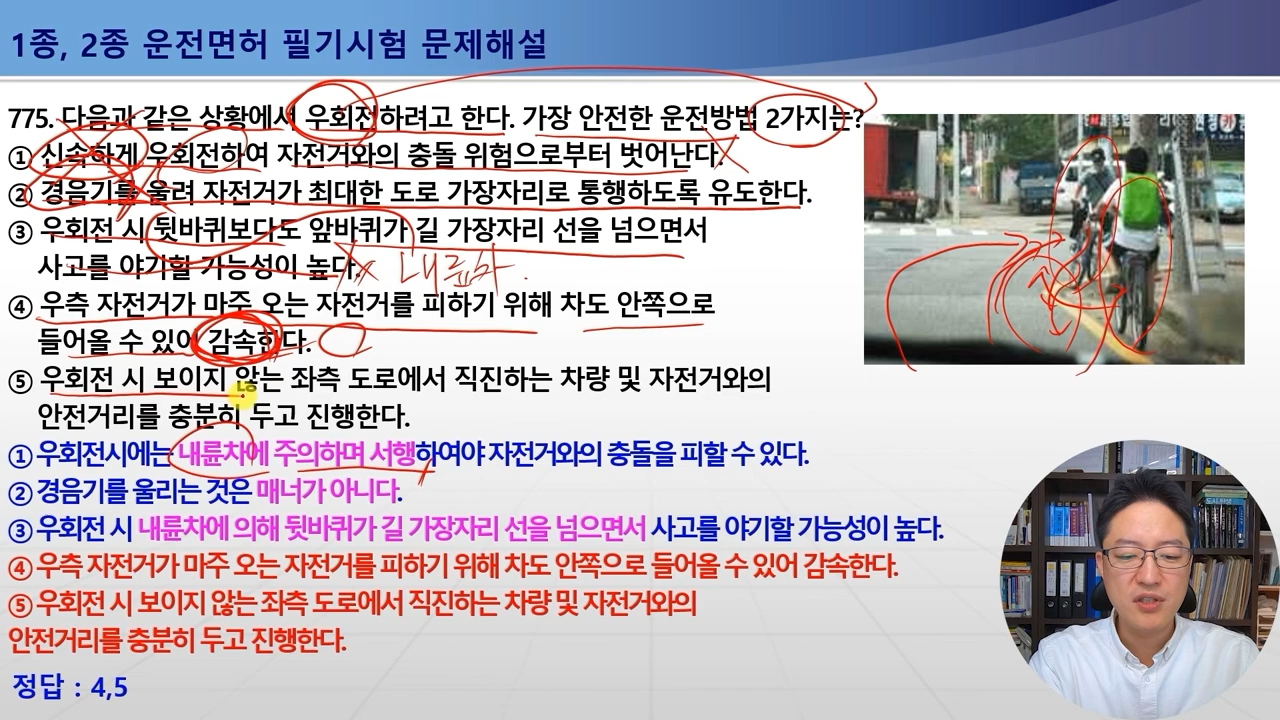 1종, 2종 운전면허 필기시험 문제해설
775. 다음과 같은 상황에서 우회전하려고 한다. 가장 안전한 운전방법 2가지는?
① 신속하게 우회전하여 자전거와의 충돌 위험으로부터 벗어난다.
② 경음기를 울려 자전거가 최대한 도로 가장자리로 통행하도록 유도한다.
③ 우회전 시 뒷바퀴보다도 앞바퀴가 길 가장자리 선을 넘으면서
사고를 야기할 가능성이 높다.
내륜차
④ 우측 자전거가 마주 오는 자전거를 피하기 위해 차도 안쪽으로
들어올 수 있어 감속한다.
⑤ 우회전 시 보이지 않는 좌측 도로에서 직진하는 차량 및 자전거와의
안전거리를 충분히 두고 진행한다.
① 우회전시에는 내륜차에 주의하며 서행하여야 자전거와의 충돌을 피할 수 있다.
② 경음기를 울리는 것은 매너가 아니다.
③ 우회전 시 내륜차에 의해 뒷바퀴가 길 가장자리 선을 넘으면서 사고를 야기할 가능성이 높다.
④ 우측 자전거가 마주 오는 자전거를 피하기 위해 차도 안쪽으로 들어올 수 있어 감속한다.
⑤ 우회전 시 보이지 않는 좌측 도로에서 직진하는 차량 및 자전거와의
안전거리를 충분히 두고 진행한다.
정답 : 4,5